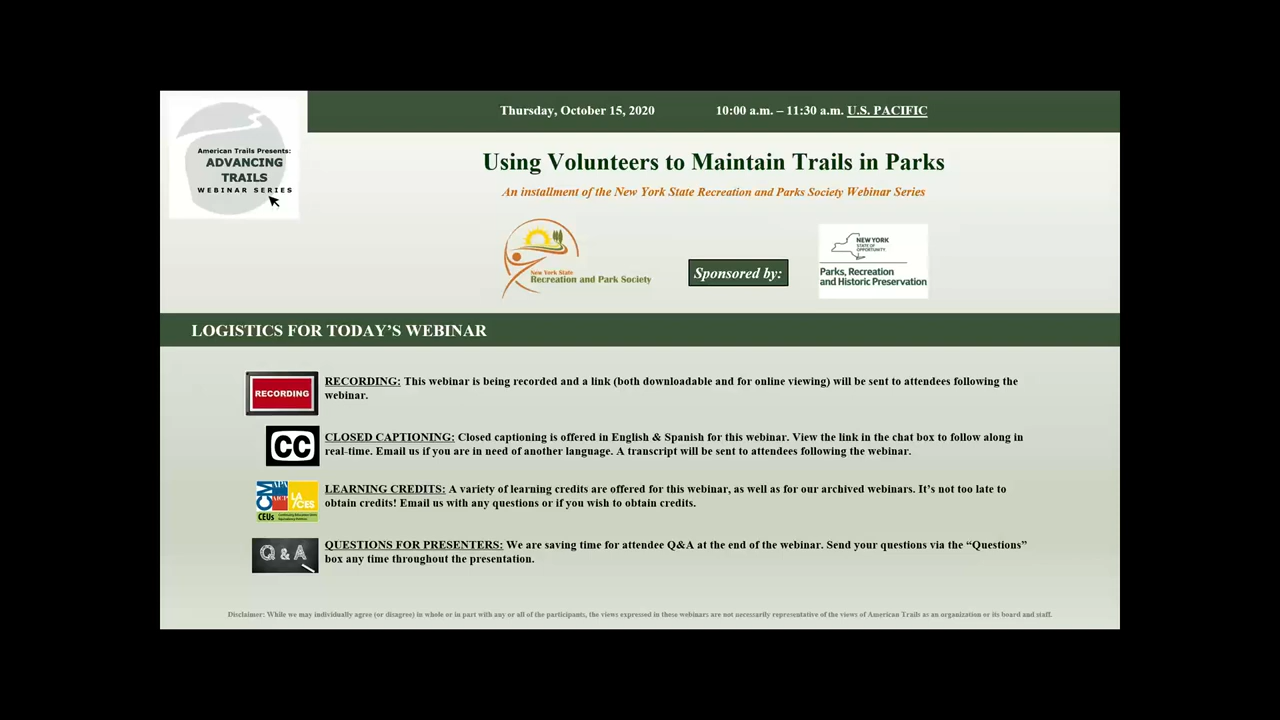 Thursday, October 15, 2020 10:00 a.m. – 11:30 a.m. U.S. PACIFIC
American Trails Presents:
ADVANCING
TRAILS
WEBINAR SERIES
Using Volunteers to Maintain Trails in Parks
An installment of the New York State Recreation and Parks Society Webinar Series
New York State
Recreation and Park Society
Sponsored by:
NEW YORK
STATE OF
OPPORTUNITY.
Parks, Recreation
and Historic Preservation
LOGISTICS FOR TODAY’S WEBINAR
RECORDING
RECORDING: This webinar is being recorded and a link (both downloadable and for online viewing) will be sent to attendees following the
webinar.
CC
CLOSED CAPTIONING: Closed captioning is offered in English & Spanish for this webinar. View the link in the chat box to follow along in
real-time. Email us if you are in need of another language. A transcript will be sent to attendees following the webinar.
CM
APA
AICP
LA
/CES
CEUs
LEARNING CREDITS: A variety of learning credits are offered for this webinar, as well as for our archived webinars. It’s not too late to
obtain credits! Email us with any questions or if you wish to obtain credits.
Q & A
QUESTIONS FOR PRESENTERS: We are saving time for attendee Q&A at the end of the webinar. Send your questions via the “Questions”
box any time throughout the presentation.
Disclaimer: While we may individually agree (or disagree) in whole or in part with any or all of the participants, the views expressed in these webinars are not necessarily representative of the views of American Trails as an organization or its board and staff.